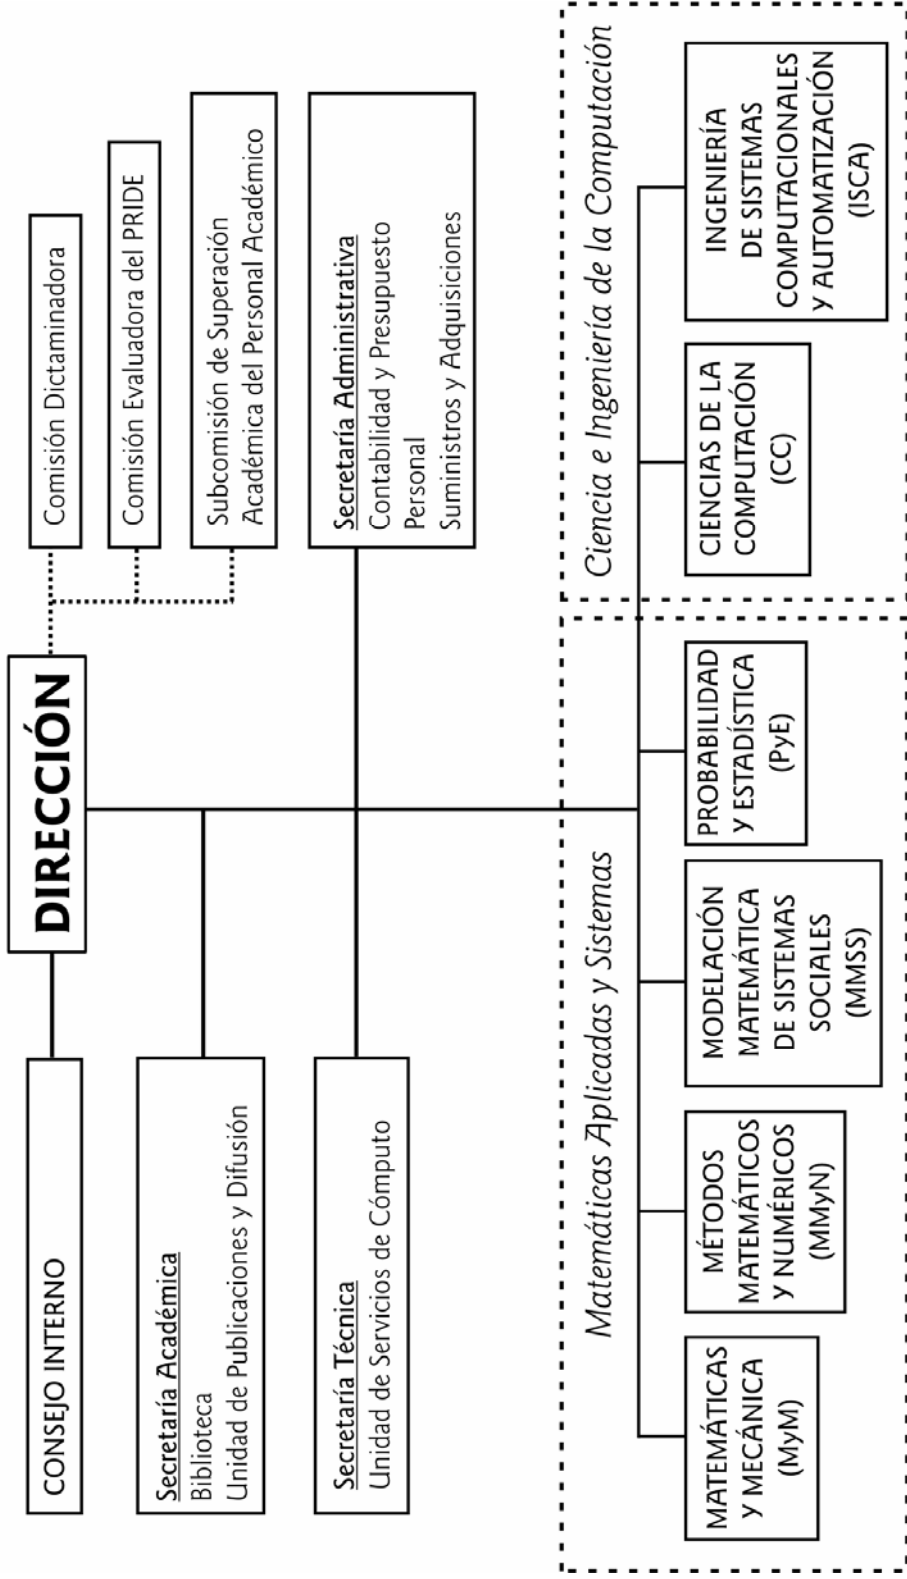 DIRECCIÓN
CONSEJO INTERNO
Comisión Dictaminadora
Comisión Evaluadora del PRIDE
Subcomisión de Superación
Académica del Personal Académico
Secretaría Académica
Biblioteca
Unidad de Publicaciones y Difusión
Secretaría Técnica
Unidad de Servicios de Cómputo
Secretaría Administrativa
Contabilidad y Presupuesto
Personal
Suministros y Adquisiciones
Matemáticas Aplicadas y Sistemas
MATEMÁTICAS
Y MECÁNICA
(MyM)
MÉTODOS
MATEMÁTICOS
Y NUMÉRICOS
(MMyN)
MODELACIÓN
MATEMÁTICA
DE SISTEMAS
SOCIALES
(MMSS)
PROBABILIDAD
Y ESTADÍSTICA
(PyE)
Ciencia e Ingeniería de la Computación
CIENCIAS DE LA
COMPUTACIÓN
(CC)
INGENIERÍA
DE SISTEMAS
COMPUTACIONALES
Y AUTOMATIZACIÓN
(ISCA)